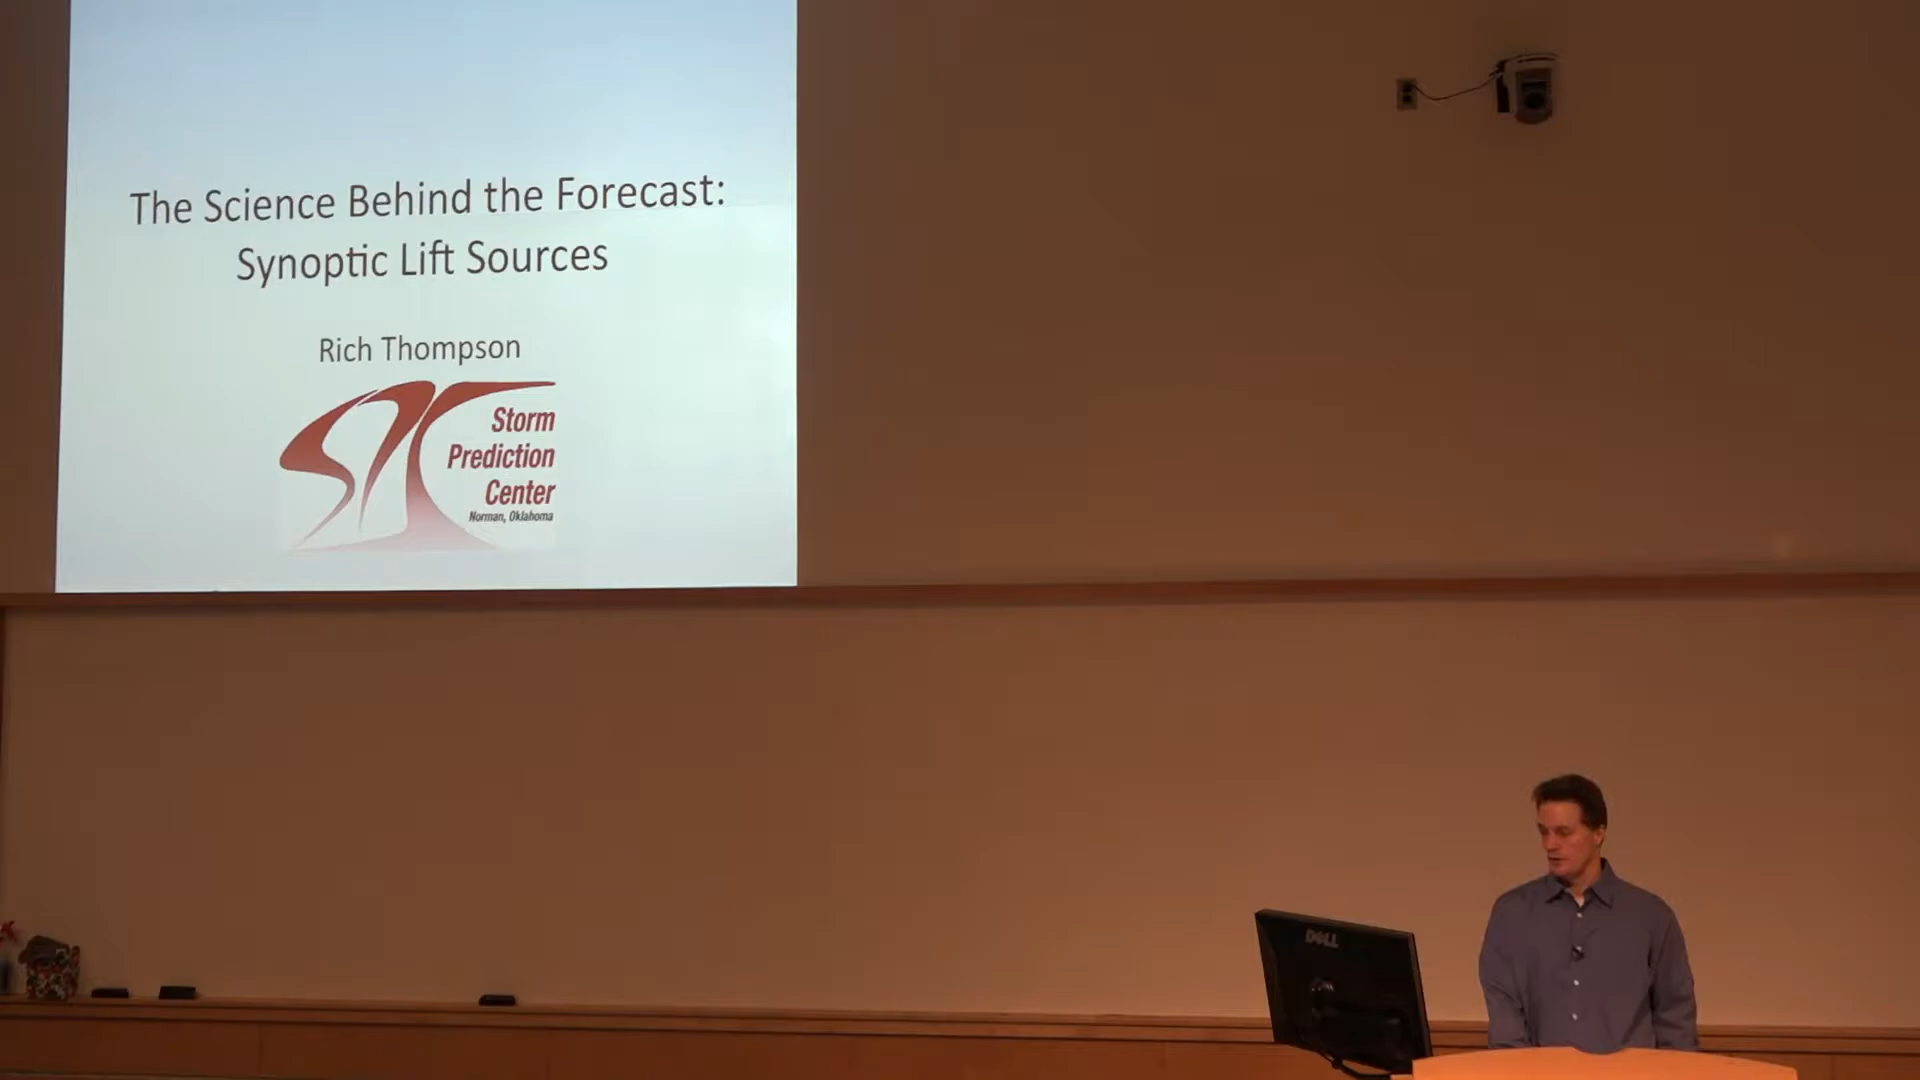 The Science Behind the Forecast:
Synoptic Lift Sources
Rich Thompson
Storm
Prediction
Center
Norman, Oklahoma
DELL